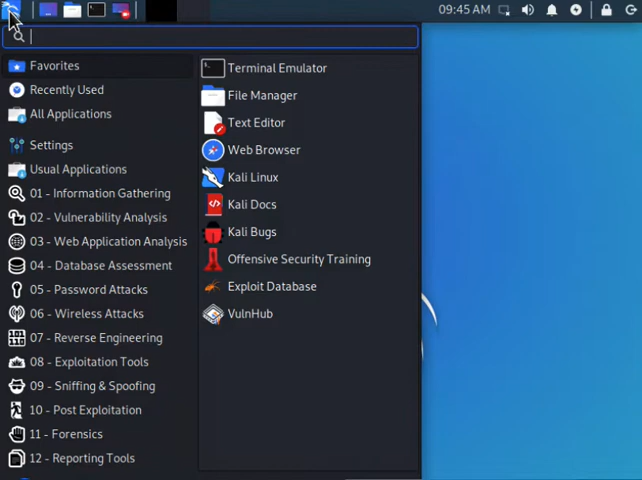 09:45 AM
Favorites
Recently Used
All Applications
Settings
Usual Applications
01 - Information Gathering
02 - Vulnerability Analysis
03 - Web Application Analysis
04 - Database Assessment
05 - Password Attacks
06 - Wireless Attacks
07 - Reverse Engineering
08 - Exploitation Tools
09 - Sniffing & Spoofing
10 - Post Exploitation
11 - Forensics
12 - Reporting Tools
Terminal Emulator
File Manager
Text Editor
Web Browser
Kali Linux
Kali Docs
Kali Bugs
Offensive Security Training
Exploit Database
VulnHub